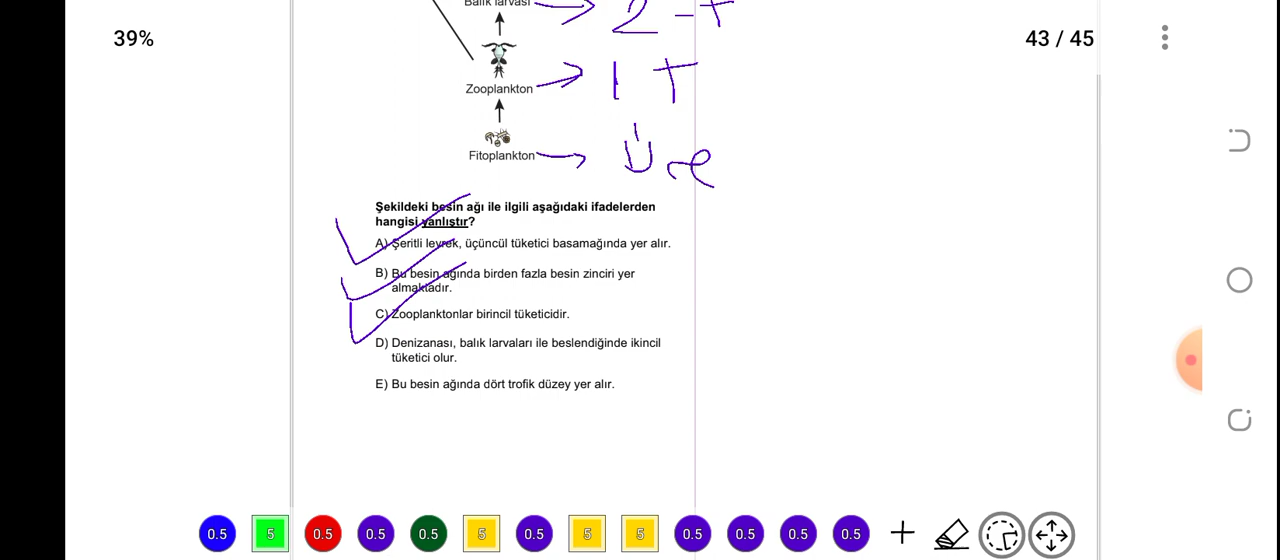 Balık larvası
2 - T
39%
43 / 45
1 T
Zooplankton
Fitoplankton
Üre
Şekildeki besin ağı ile ilgili aşağıdaki ifadelerden
hangisi yanlıştır?
A) Şeritli levrek, üçüncül tüketici basamağında yer alır.
B) Bu besin ağında birden fazla besin zinciri yer
almaktadır.
C) Zooplanktonlar birincil tüketicidir.
D) Denizanası, balık larvaları ile beslendiğinde ikincil
tüketici olur.
E) Bu besin ağında dört trofik düzey yer alır.
0.5 5 0.5 0.5 0.5 5 0.5 5 5 0.5 0.5 0.5 0.5